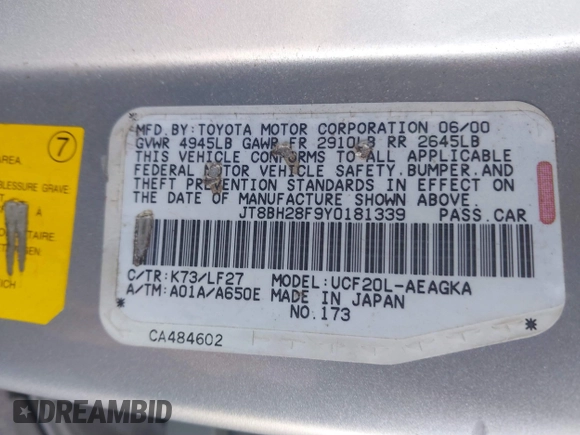 7
AREA
BLESSURE GRAVE
A
MFD. BY: TOYOTA MOTOR CORPORATION 06/00
GVWR 4945LB GAWR FR 2910LB RR 2645LB
THIS VEHICLE CONFORMS TO ALL APPLICABLE
FEDERAL MOTOR VEHICLE SAFETY, BUMPER, AND
THEFT PREVENTION STANDARDS IN EFFECT ON
THE DATE OF MANUFACTURE SHOWN ABOVE.
JT8BH28F9Y0181339 PASS. CAR
C/TR: K73/LF27 MODEL: UCF20L-AEAGKA
A/TM: A01A/A650E MADE IN JAPAN
NO. 173
CA484602
DREAMBID